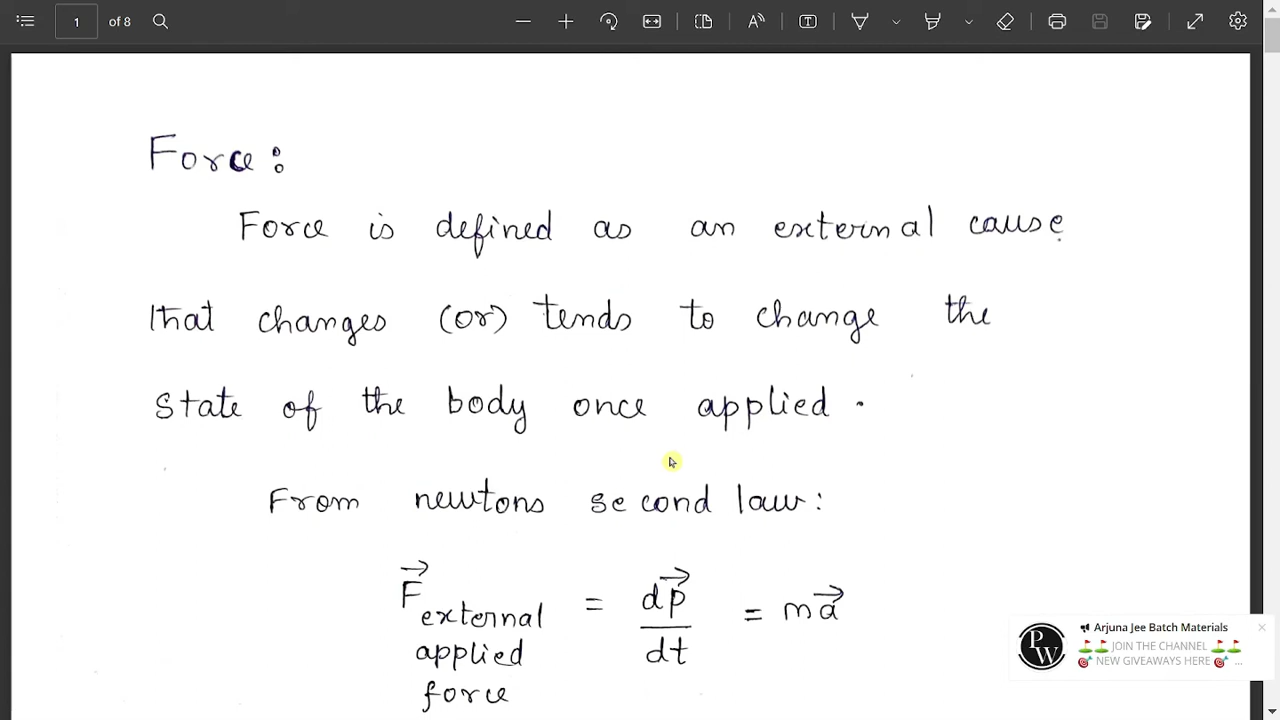 1 of 8
Force:
Force is defined as an external cause
that changes (or) tends to change the
state of the body once applied.
From newtons second law:
F⃗ external applied force = dp⃗/dt = ma⃗
PW
Arjuna Jee Batch Materials
JOIN THE CHANNEL
NEW GIVEAWAYS HERE ...